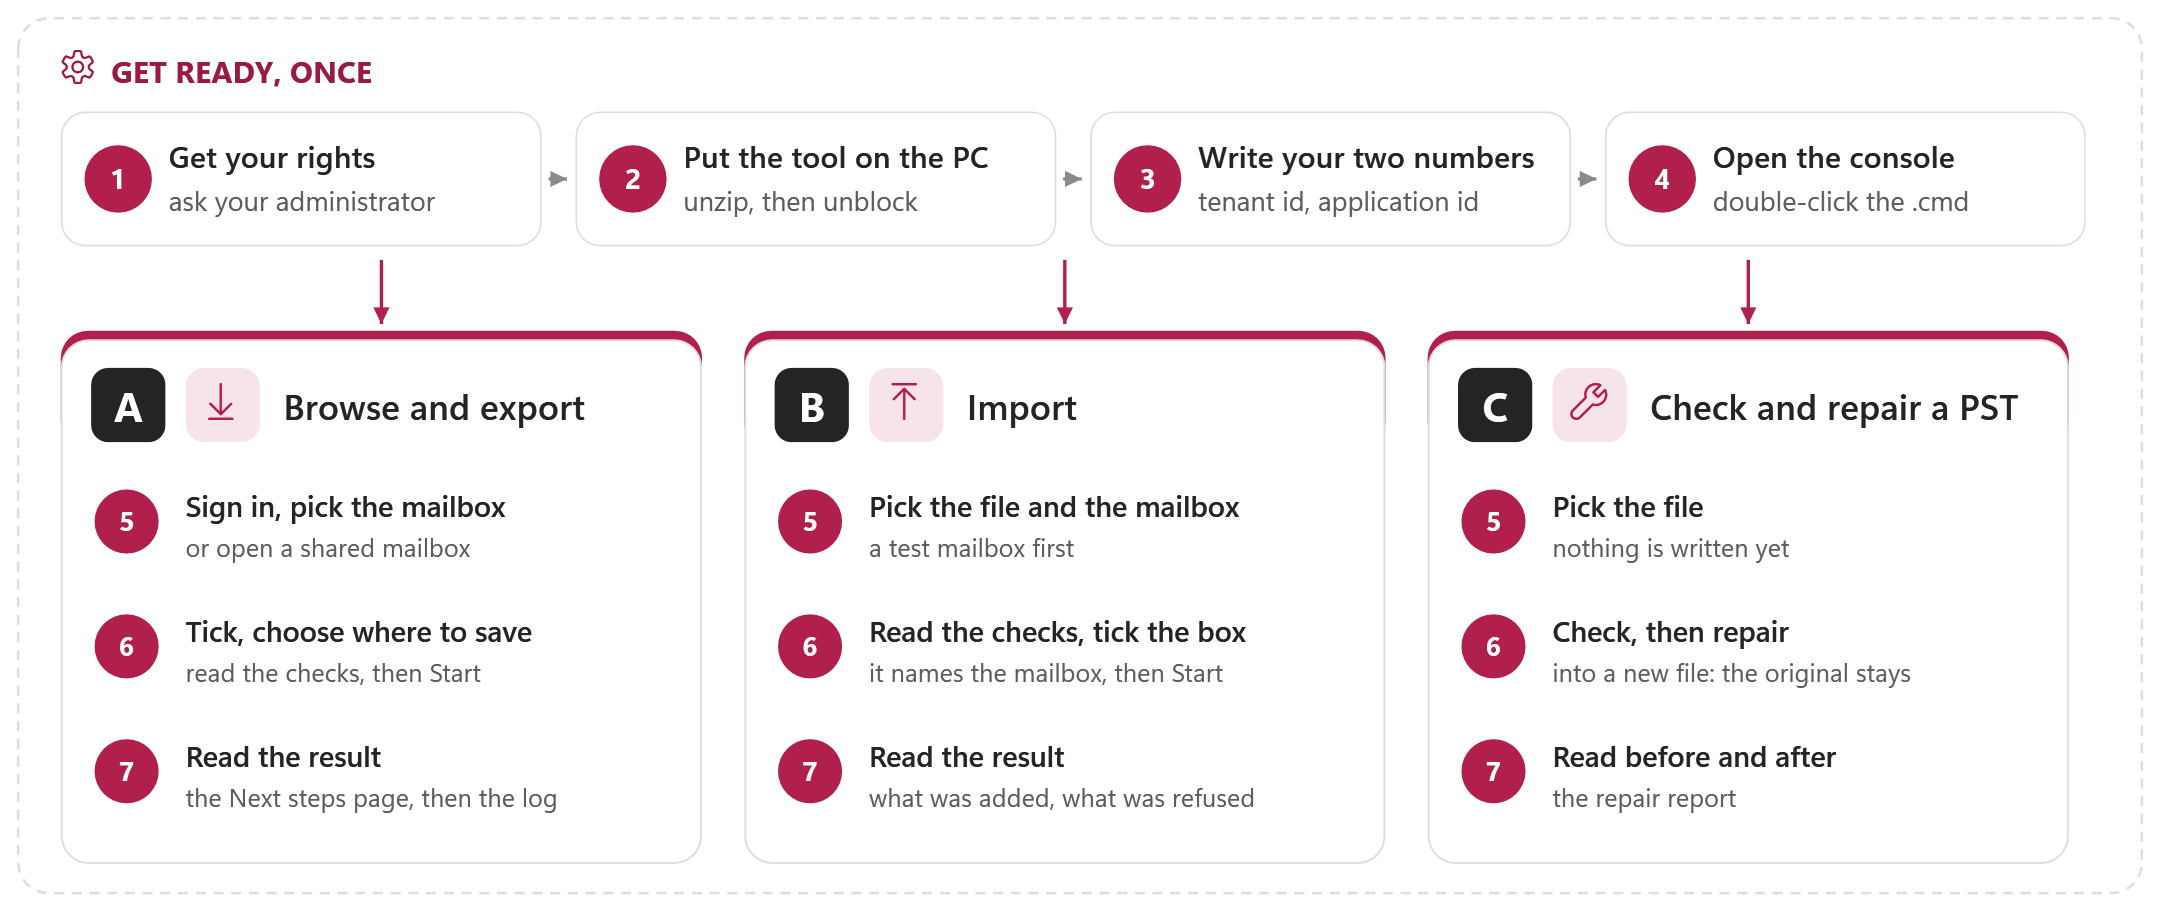 GET READY, ONCE
1
Get your rights
ask your administrator
2
Put the tool on the PC
unzip, then unblock
3
Write your two numbers
tenant id, application id
4
Open the console
double-click the .cmd
A
Browse and export
5
Sign in, pick the mailbox
or open a shared mailbox
6
Tick, choose where to save
read the checks, then Start
7
Read the result
the Next steps page, then the log
B
Import
5
Pick the file and the mailbox
a test mailbox first
6
Read the checks, tick the box
it names the mailbox, then Start
7
Read the result
what was added, what was refused
C
Check and repair a PST
5
Pick the file
nothing is written yet
6
Check, then repair
into a new file: the original stays
7
Read before and after
the repair report